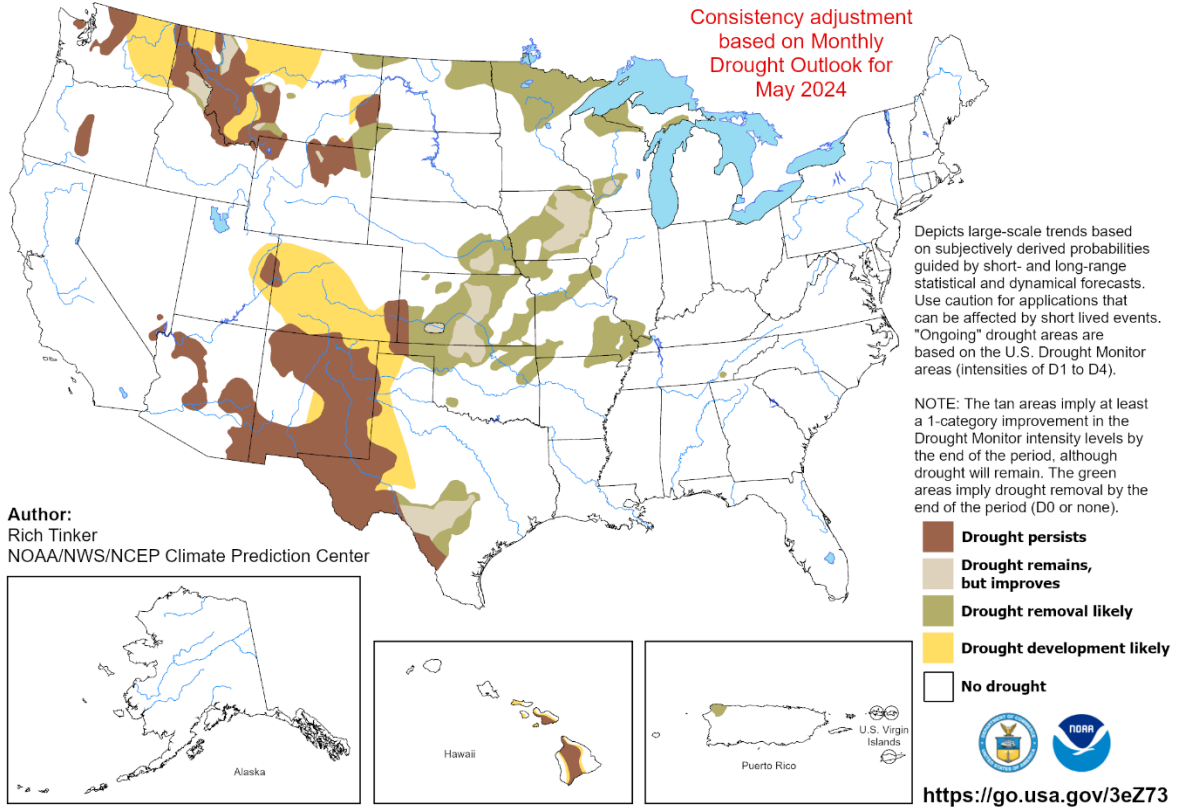 Consistency adjustment
based on Monthly
Drought Outlook for
May 2024
Depicts large-scale trends based
on subjectively derived probabilities
guided by short- and long-range
statistical and dynamical forecasts.
Use caution for applications that
can be affected by short lived events.
"Ongoing" drought areas are
based on the U.S. Drought Monitor
areas (intensities of D1 to D4).
NOTE: The tan areas imply at least
a 1-category improvement in the
Drought Monitor intensity levels by
the end of the period, although
drought will remain. The green
areas imply drought removal by the
end of the period (D0 or none).
Author:
Rich Tinker
NOAA/NWS/NCEP Climate Prediction Center
Drought persists
Drought remains,
but improves
Drought removal likely
Drought development likely
No drought
Alaska
Hawaii
Puerto Rico
U.S. Virgin
Islands
NOAA
https://go.usa.gov/3eZ73